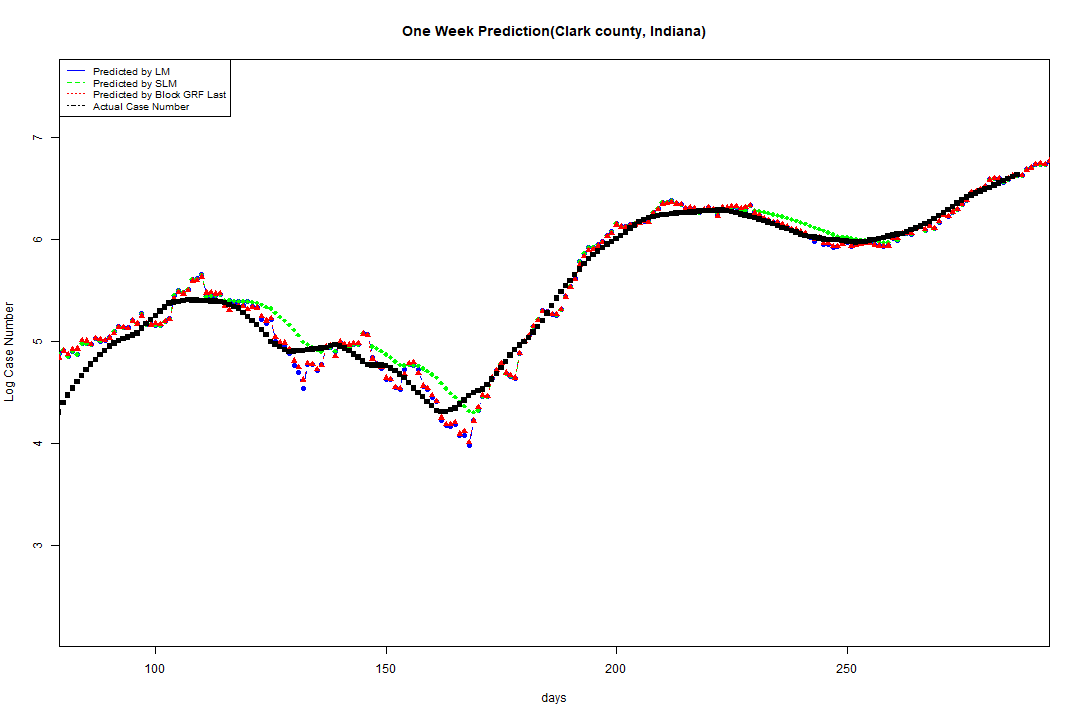 One Week Prediction(Clark county, Indiana)
Predicted by LM
Predicted by SLM
Predicted by Block GRF Last
Actual Case Number
7
6
5
4
3
Log Case Number
100 150 200 250
days